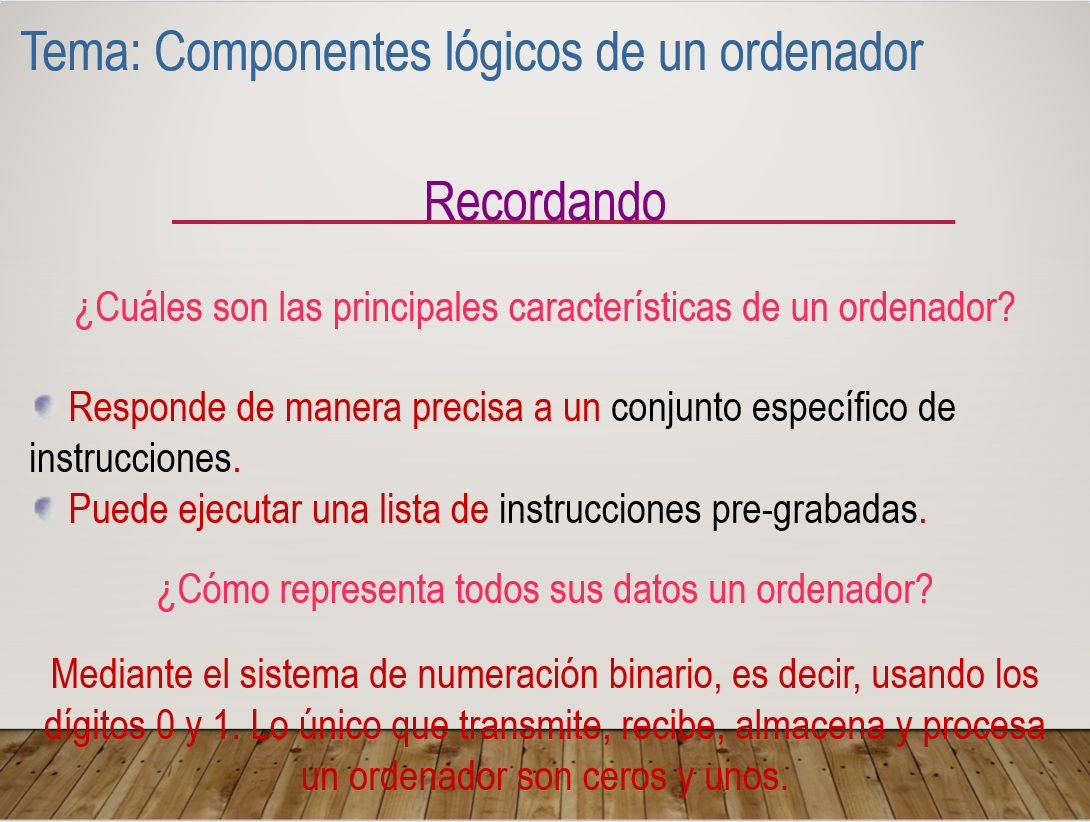 Tema: Componentes lógicos de un ordenador
Recordando
¿Cuáles son las principales características de un ordenador?
Responde de manera precisa a un conjunto específico de
instrucciones.
Puede ejecutar una lista de instrucciones pre-grabadas.
¿Cómo representa todos sus datos un ordenador?
Mediante el sistema de numeración binario, es decir, usando los
dígitos 0 y 1. Lo único que transmite, recibe, almacena y procesa
un ordenador son ceros y unos.